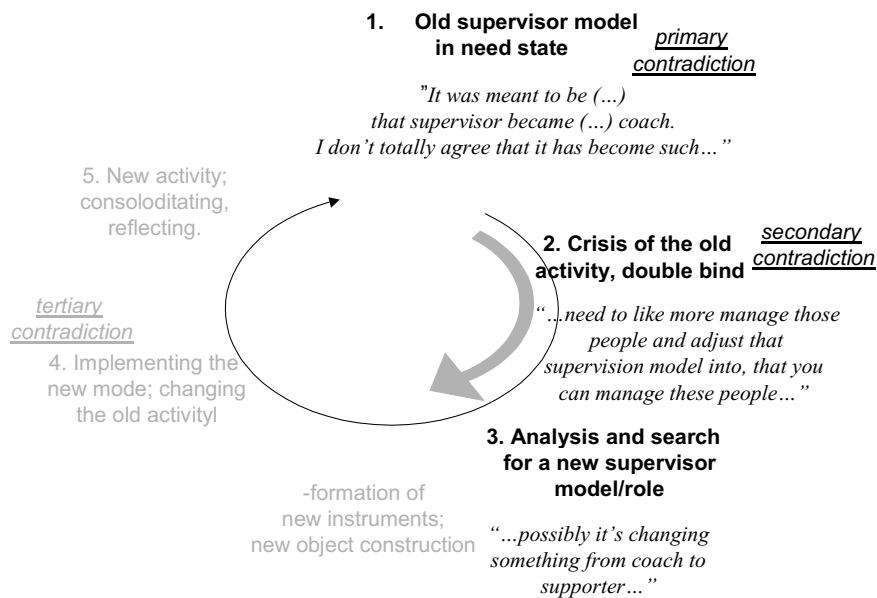 1. Old supervisor model
in need state
primary
contradiction
"It was meant to be (…)
that supervisor became (…) coach.
I don't totally agree that it has become such…”
5. New activity;
consoloditating,
reflecting.
2. Crisis of the old
activity, double bind
secondary
contradiction
“…need to like more manage those
people and adjust that
supervision model into, that you
can manage these people…”
tertiary
contradiction
4. Implementing the
new mode; changing
the old activityl
3. Analysis and search
for a new supervisor
model/role
-formation of
new instruments;
new object construction
“…possibly it’s changing
something from coach to
supporter…”